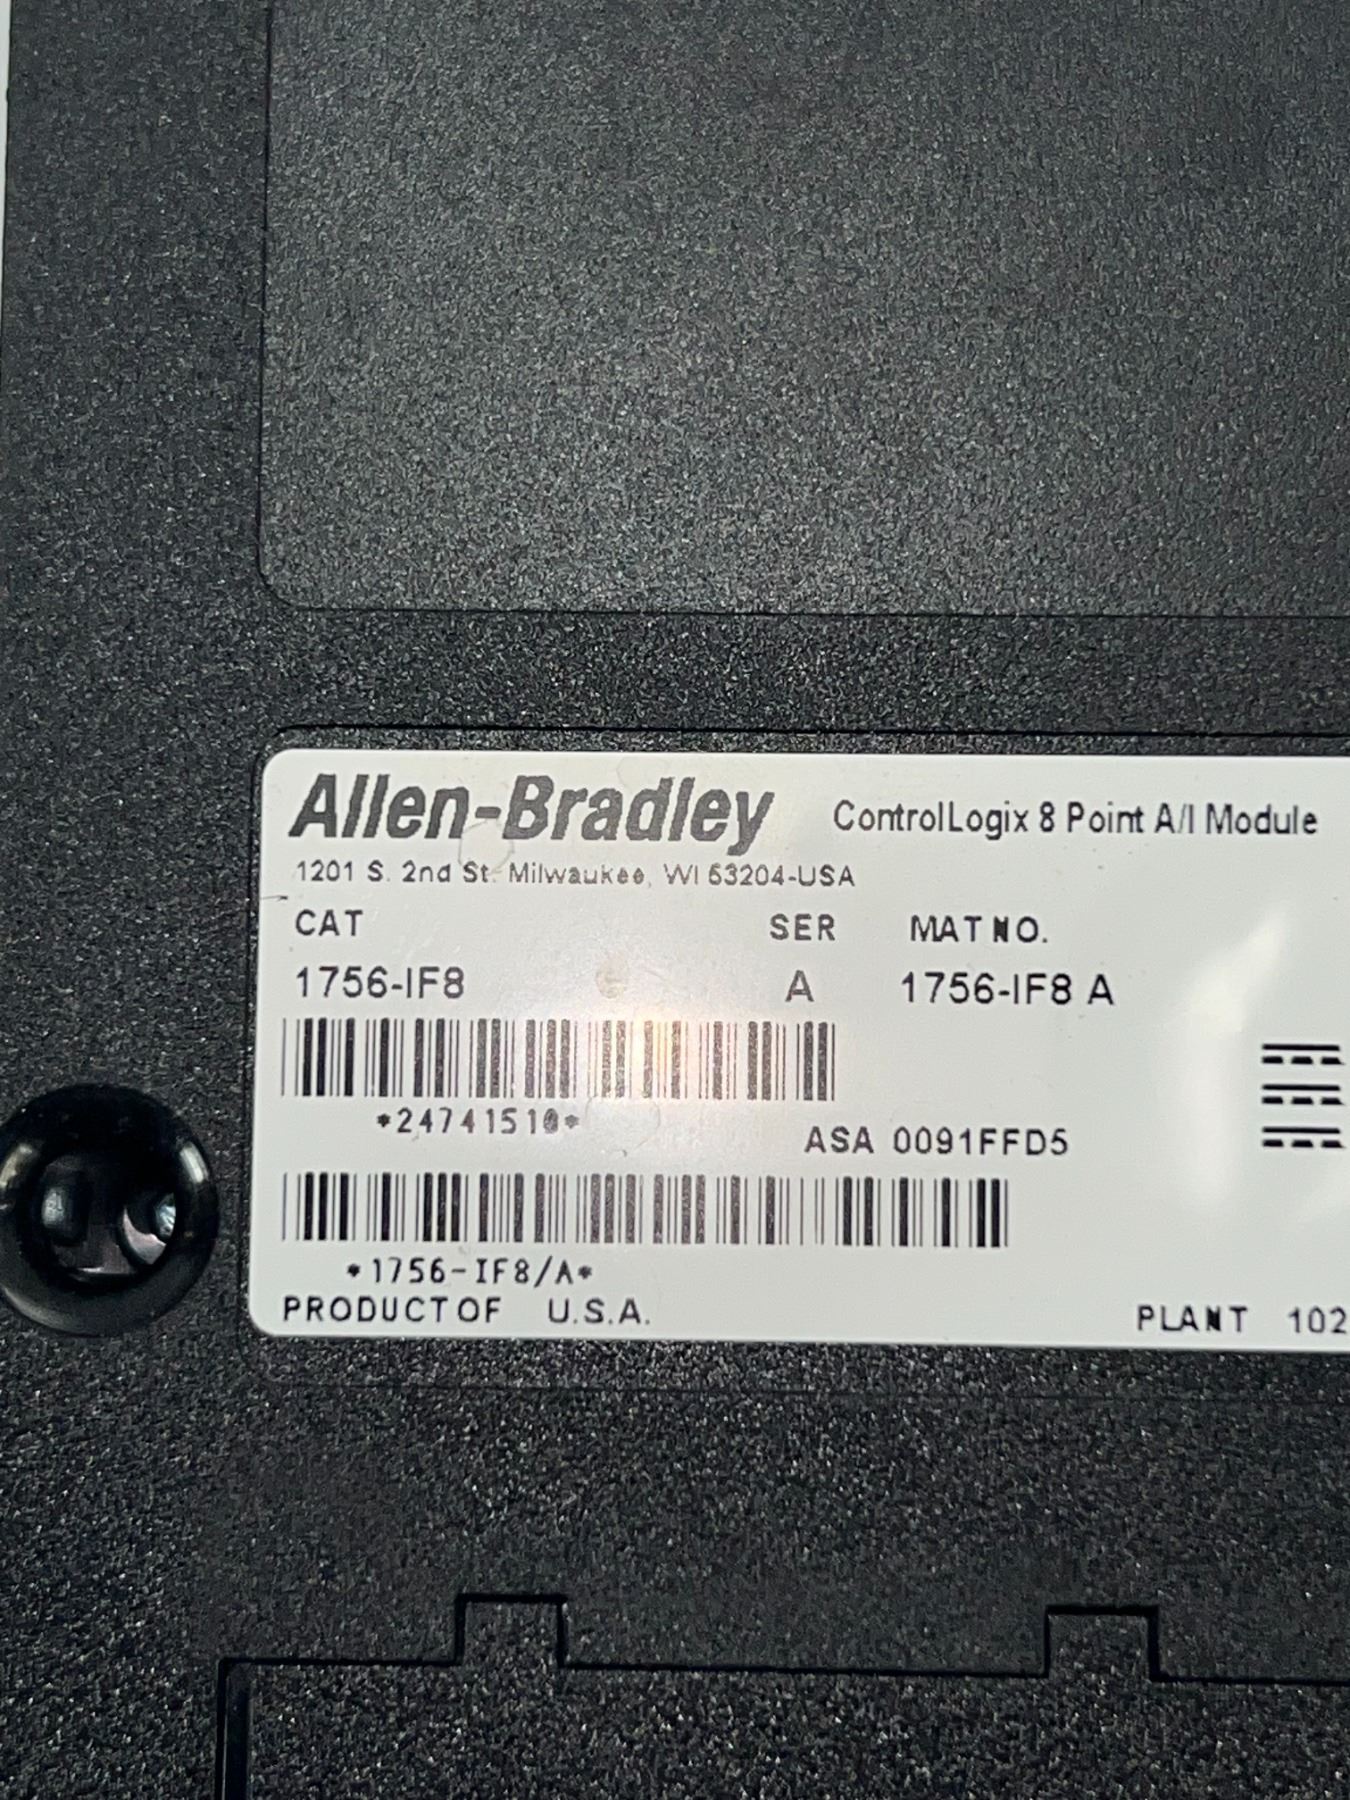 Allen-Bradley ControlLogix 8 Point A/I Module
1201 S. 2nd St. Milwaukee, WI 53204-USA
CAT SER MAT NO.
1756-IF8 A 1756-IF8 A
*24741510*
ASA 0091FFD5
*1756-IF8/A*
PRODUCT OF U.S.A. PLANT 102